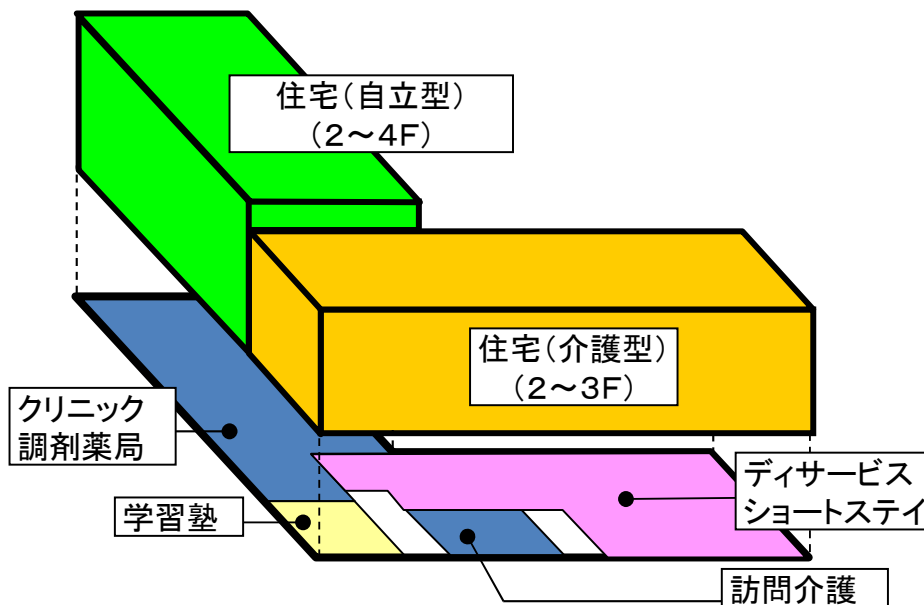 住宅(自立型)
(2～4F)
住宅(介護型)
(2～3F)
クリニック
調剤薬局
学習塾
ディサービス
ショートステイ
訪問介護